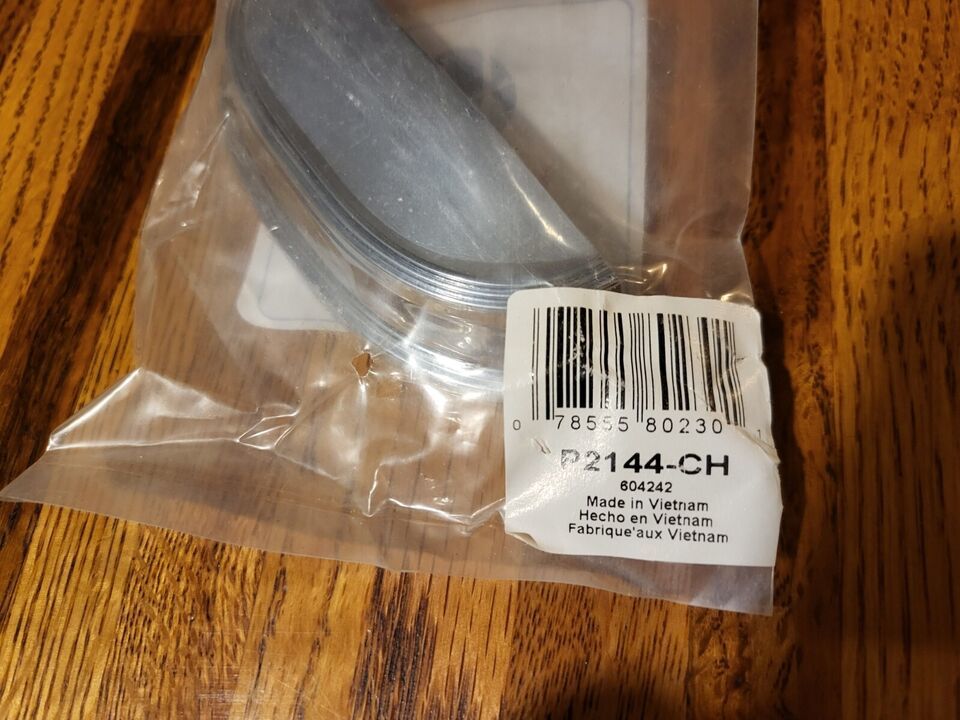 0 78555 80230 1
P2144-CH
604242
Made in Vietnam
Hecho en Vietnam
Fabrique'aux Vietnam